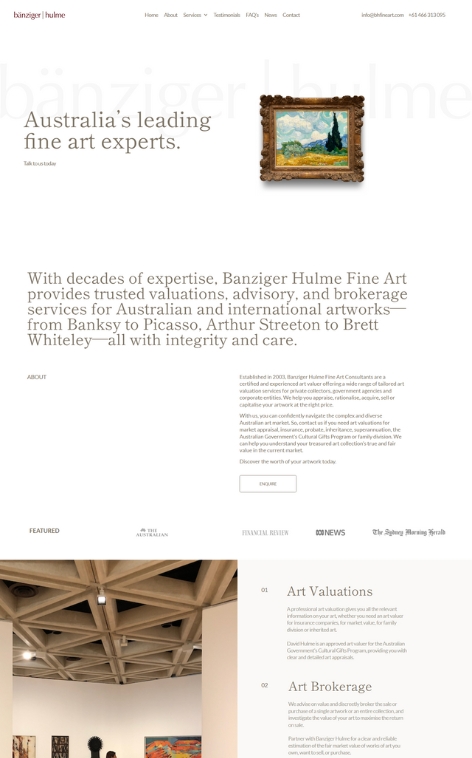 bänziger | hulme
Home About Services Testimonials FAQ's News Contact
info@bhfineart.com +61 466 313 095
bänziger | hulme
Australia's leading
fine art experts.
Talk to us today
With decades of expertise, Banziger Hulme Fine Art
provides trusted valuations, advisory, and brokerage
services for Australian and international artworks—
from Banksy to Picasso, Arthur Streeton to Brett
Whiteley—all with integrity and care.
ABOUT
Established in 2003, Banziger Hulme Fine Art Consultants are a
certified and experienced art valuer offering a wide range of tailored art
valuation services for private collectors, government agencies and
corporate entities. We help you appraise, rationalise, acquire, sell or
capitalise your artwork at the right price.
With us, you can confidently navigate the complex and diverse
Australian art market. So, contact us if you need art valuations for
market appraisal, insurance, probate, inheritance, superannuation, the
Australian Government's Cultural Gifts Program or family division. We
can help you understand your treasured art collection's true and fair
value in the current market.
Discover the worth of your artwork today
ENQUIRE
FEATURED
THE
AUSTRALIAN
FINANCIAL REVIEW
ABC NEWS
The Sydney Morning Herald
01
Art Valuations
A professional art valuation gives you all the relevant
information on your art, whether you need an art valuer
for insurance companies, for market value, for family
division or inherited art.
David Hulme is an approved art valuer for the Australian
Government's Cultural Gifts Program, providing you with
clear and detailed art appraisals.
02
Art Brokerage
We advise on value and discreetly broker the sale or
purchase of a single artwork or an entire collection, and
investigate the value of your art to maximise the return
on sale.
Partner with Banziger Hulme for a clear and reliable
estimation of the fair market value of works of art you
own, want to sell, or purchase.